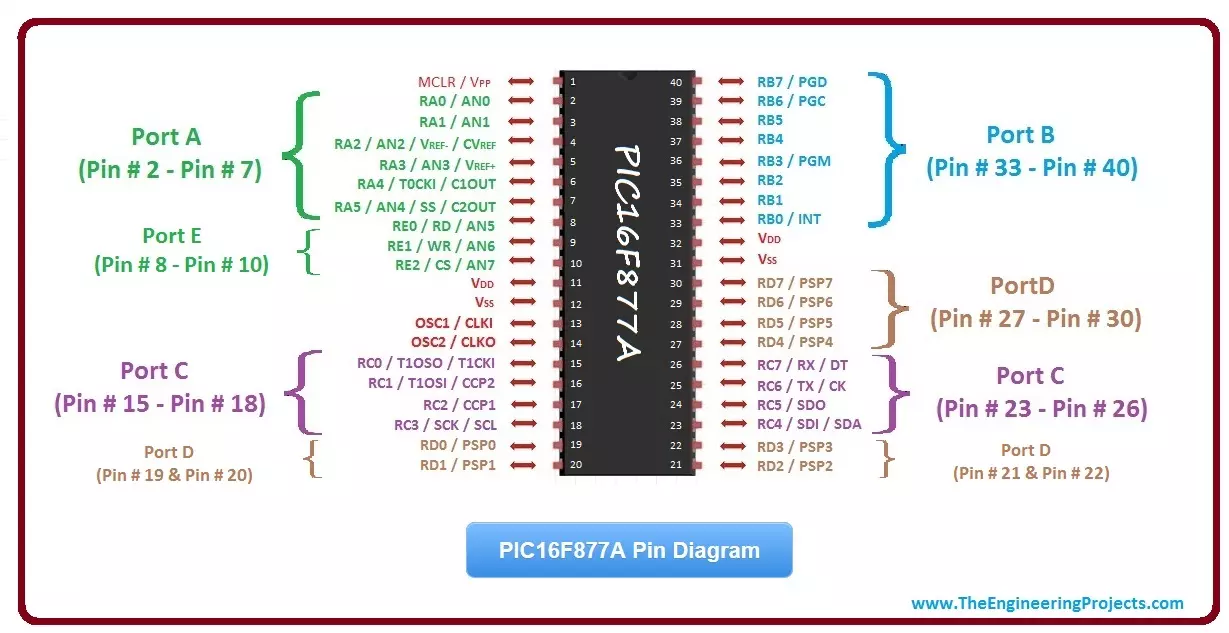 MCLR / VPP
RA0 / AN0
RA1 / AN1
RA2 / AN2 / VREF- / CVREF
RA3 / AN3 / VREF+
RA4 / T0CKI / C1OUT
RA5 / AN4 / SS / C2OUT
RE0 / RD / AN5
RE1 / WR / AN6
RE2 / CS / AN7
VDD
VSS
OSC1 / CLKI
OSC2 / CLKO
RC0 / T1OSO / T1CKI
RC1 / T1OSI / CCP2
RC2 / CCP1
RC3 / SCK / SCL
RD0 / PSP0
RD1 / PSP1
Port A
(Pin # 2 - Pin # 7)
Port E
(Pin # 8 - Pin # 10)
Port C
(Pin # 15 - Pin # 18)
Port D
(Pin # 19 & Pin # 20)
1
2
3
4
5
6
7
8
9
10
11
12
13
14
15
16
17
18
19
20
PIC16F877A
40
39
38
37
36
35
34
33
32
31
30
29
28
27
26
25
24
23
22
21
RB7 / PGD
RB6 / PGC
RB5
RB4
RB3 / PGM
RB2
RB1
RB0 / INT
VDD
VSS
RD7 / PSP7
RD6 / PSP6
RD5 / PSP5
RD4 / PSP4
RC7 / RX / DT
RC6 / TX / CK
RC5 / SDO
RC4 / SDI / SDA
RD3 / PSP3
RD2 / PSP2
Port B
(Pin # 33 - Pin # 40)
PortD
(Pin # 27 - Pin # 30)
Port C
(Pin # 23 - Pin # 26)
Port D
(Pin # 21 & Pin # 22)
PIC16F877A Pin Diagram
www.TheEngineeringProjects.com